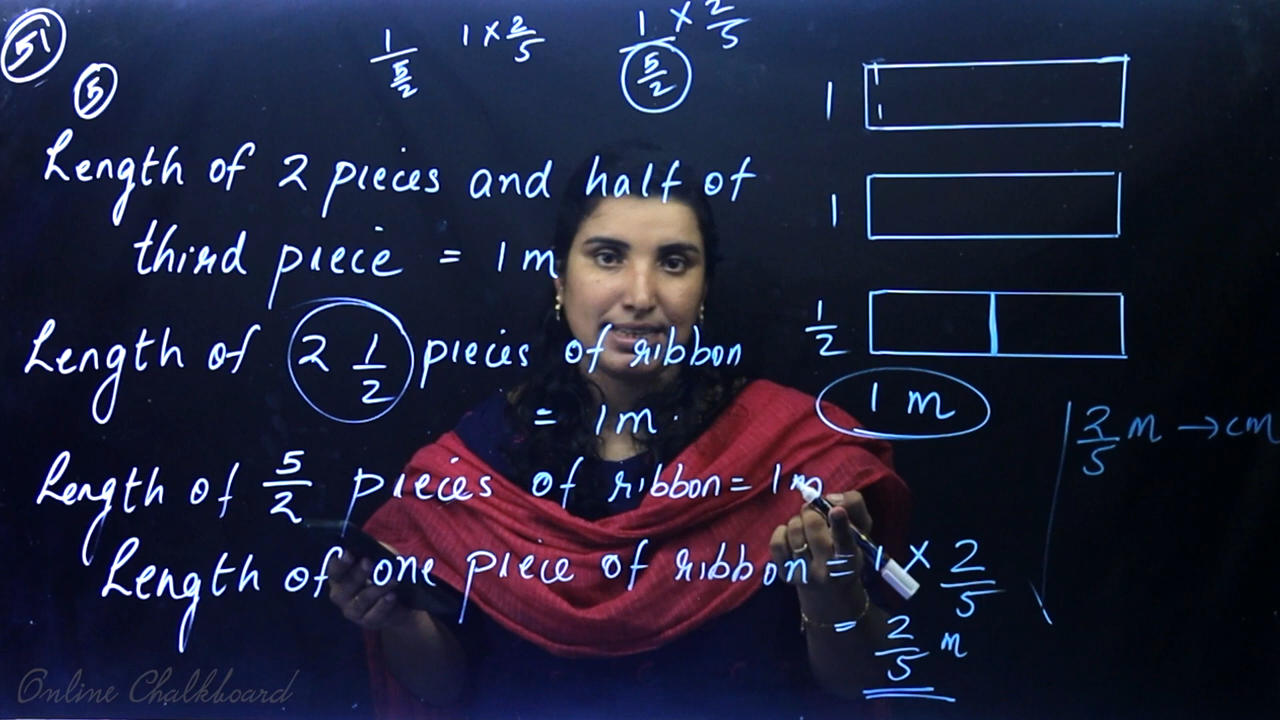 51
5
1/(5/2) 1 × 2/5 1/(5/2) × 2/5
Length of 2 pieces and half of
third piece = 1 m
Length of 2 1/2 pieces of ribbon
= 1m.
Length of 5/2 pieces of ribbon = 1m
Length of one piece of ribbon = 1 × 2/5
= 2/5 m
1
1
1/2
1 m
2/5 m → cm
Online Chalkboard